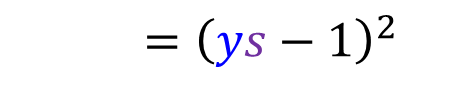 = (ys − 1)²